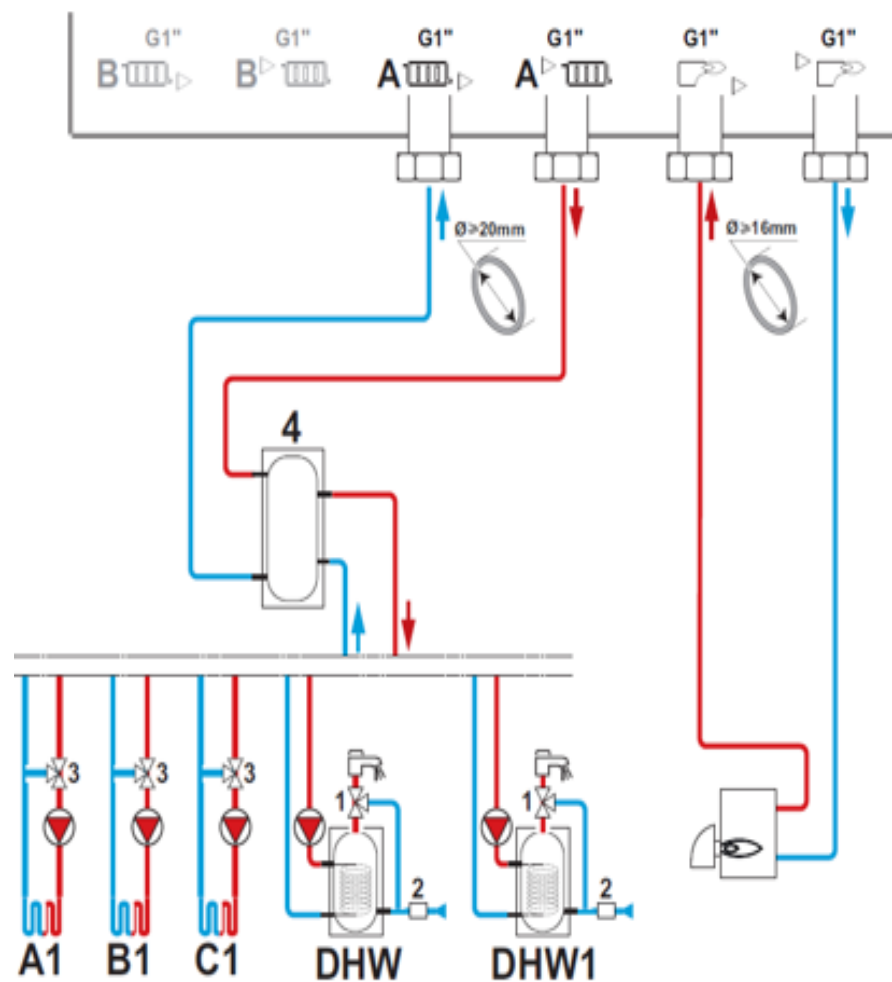 G1" G1" G1" G1" G1" G1"
B B A A
Ø≥20mm Ø≥16mm
4
3 3 3 1 1
2 2
A1 B1 C1 DHW DHW1